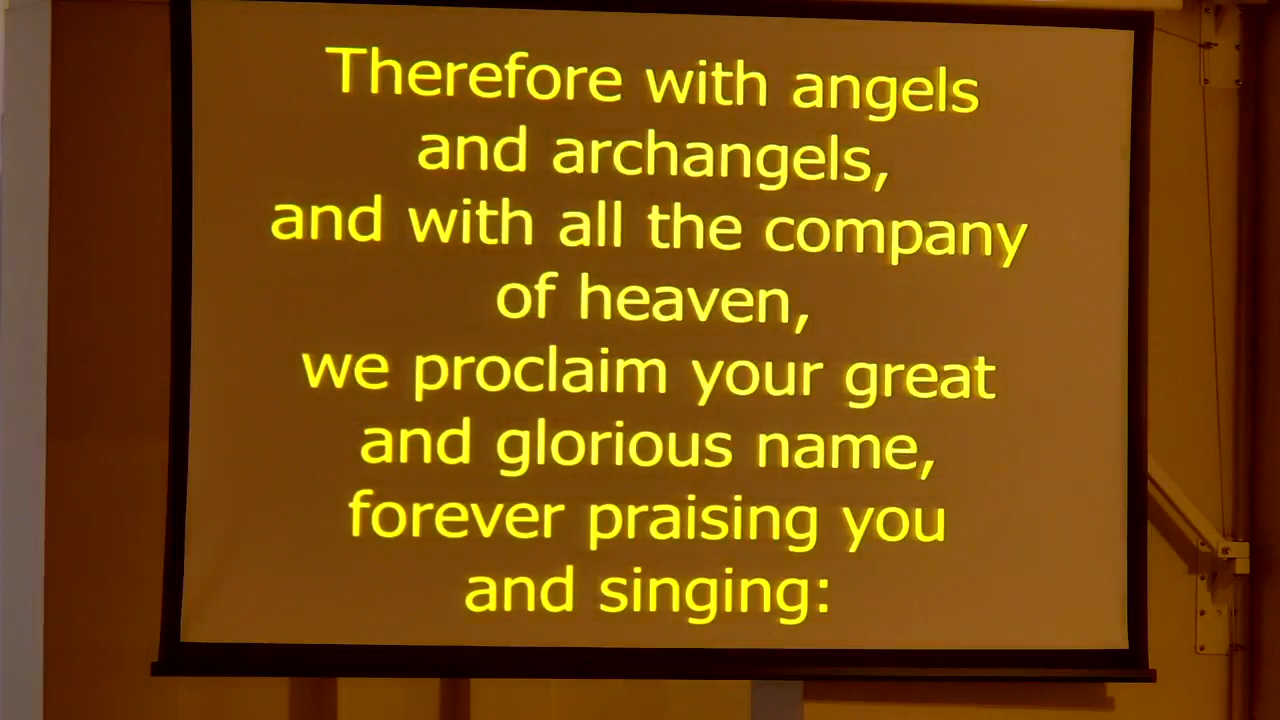 Therefore with angels
and archangels,
and with all the company
of heaven,
we proclaim your great
and glorious name,
forever praising you
and singing: